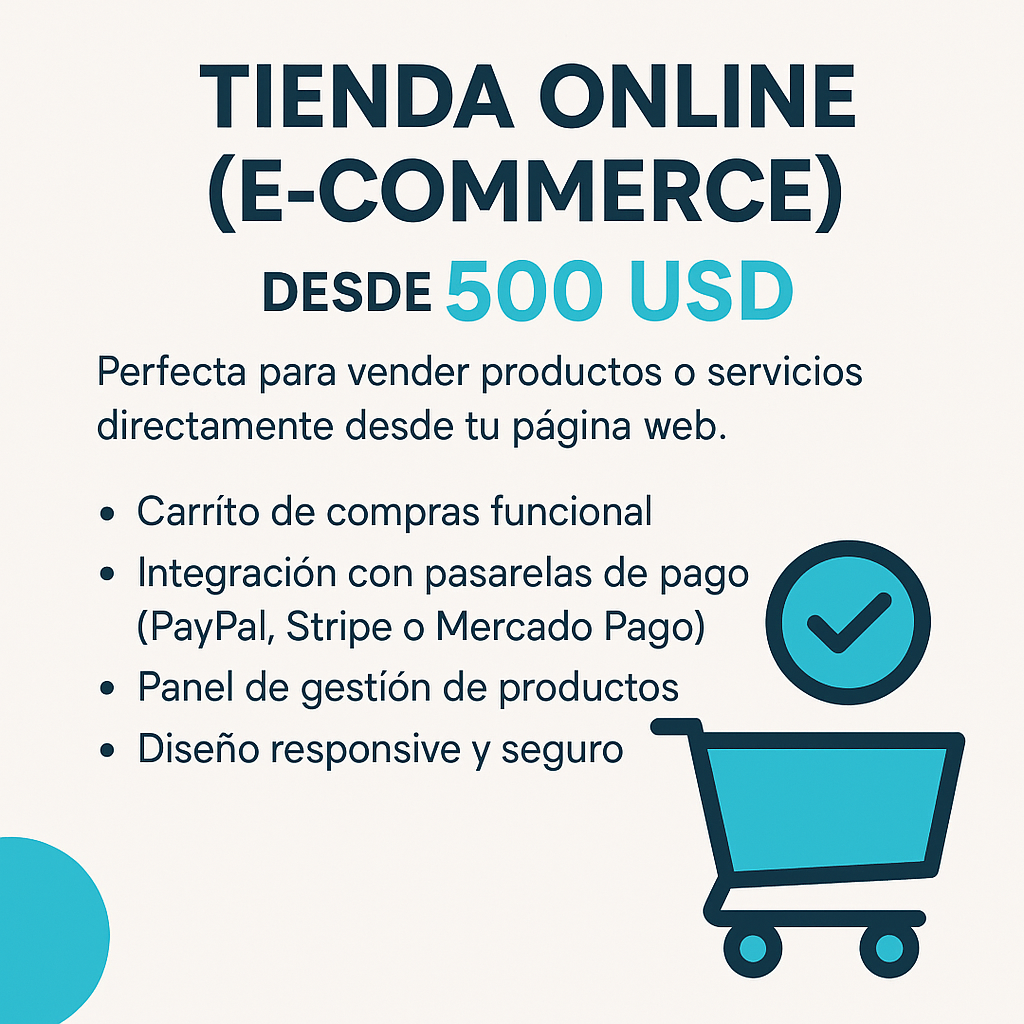 TIENDA ONLINE
(E-COMMERCE)
DESDE 500 USD
Perfecta para vender productos o servicios
directamente desde tu página web.
• Carríto de compras funcional
• Integración con pasarelas de pago
(PayPal, Stripe o Mercado Pago)
• Panel de gestíón de productos
• Diseño responsive y seguro